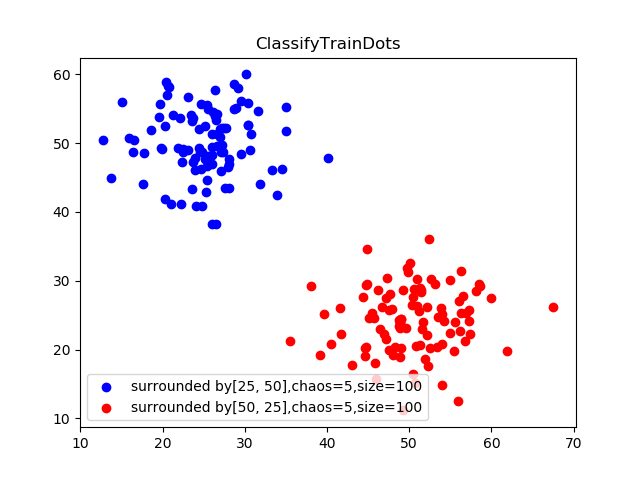 ClassifyTrainDots
60
50
40
30
20
10
surrounded by[25, 50],chaos=5,size=100
surrounded by[50, 25],chaos=5,size=100
10 20 30 40 50 60 70